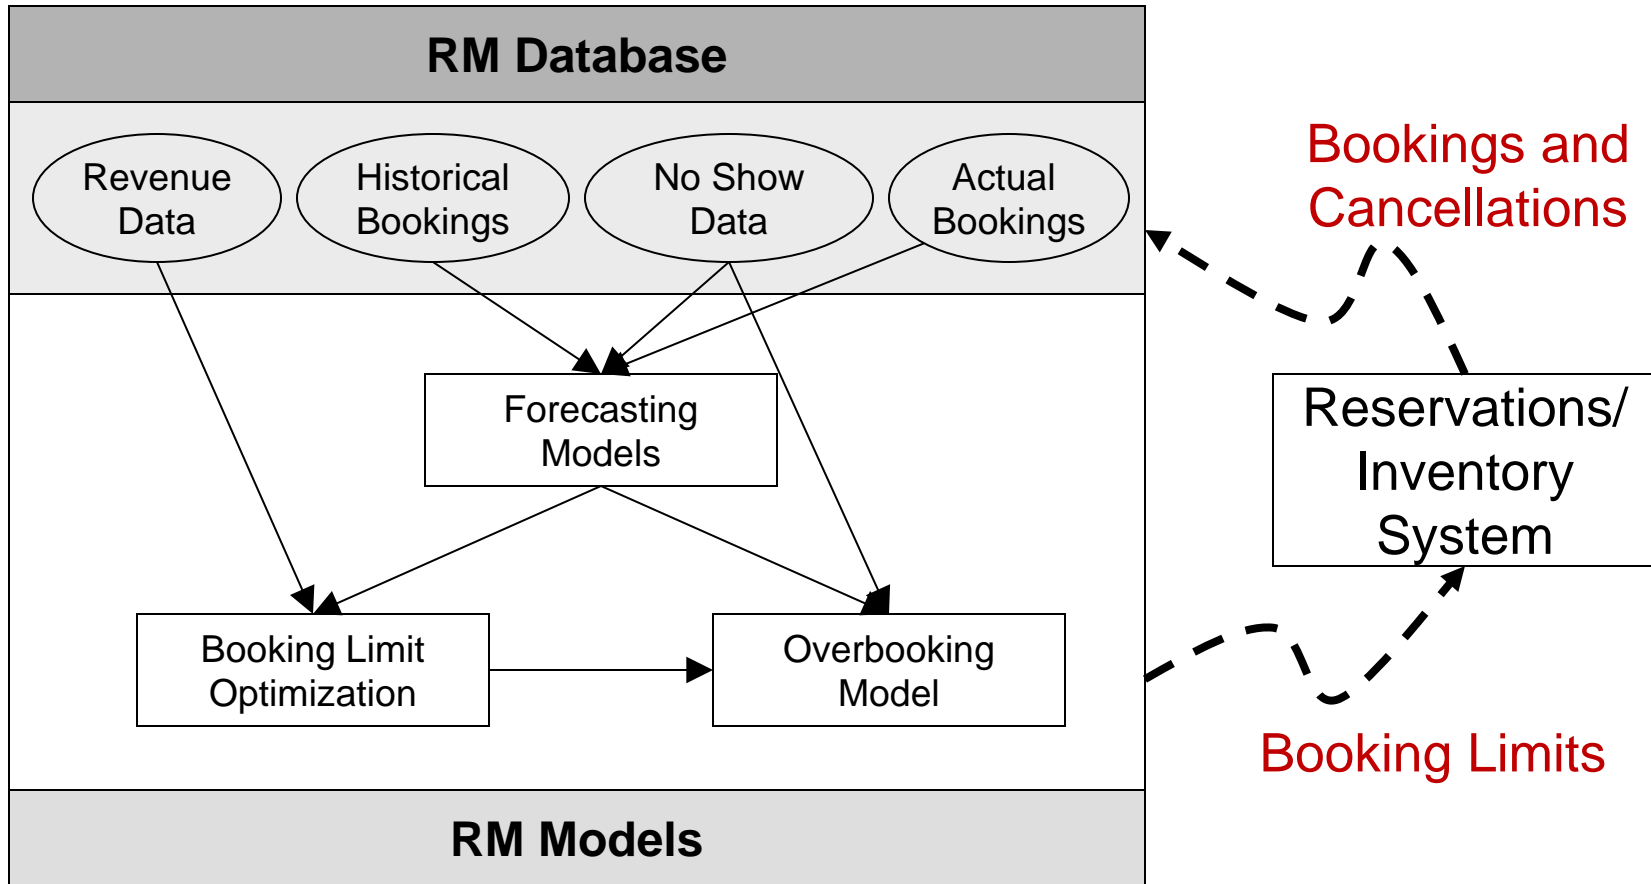 RM Database
Revenue
Data
Historical
Bookings
No Show
Data
Actual
Bookings
Bookings and
Cancellations
Forecasting
Models
Reservations/
Inventory
System
Booking Limit
Optimization
Overbooking
Model
Booking Limits
RM Models